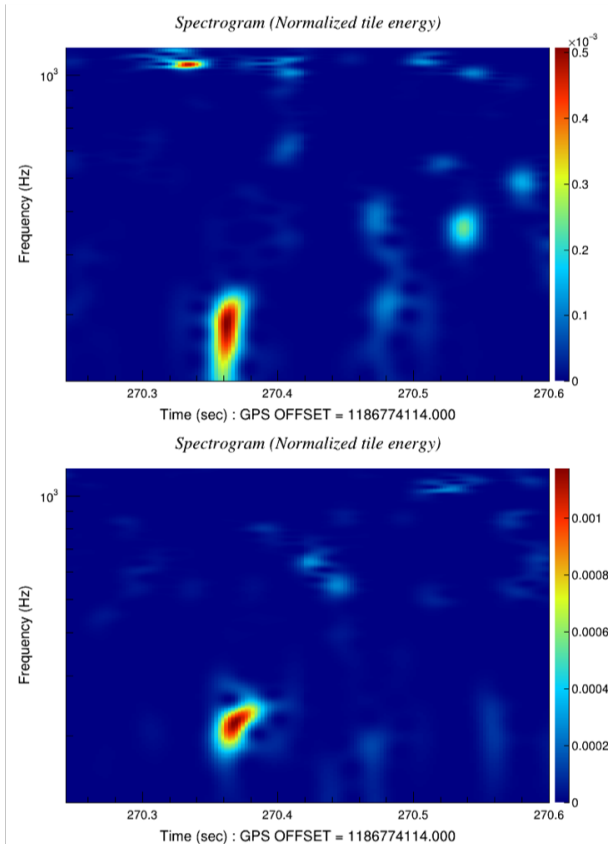 Spectrogram (Normalized tile energy)
×10⁻³
0.5
10³
0.4
0.3
0.2
0.1
0
Frequency (Hz)
270.3 270.4 270.5 270.6
Time (sec) : GPS OFFSET = 1186774114.000
Spectrogram (Normalized tile energy)
10³
0.001
0.0008
0.0006
0.0004
0.0002
0
Frequency (Hz)
270.3 270.4 270.5 270.6
Time (sec) : GPS OFFSET = 1186774114.000